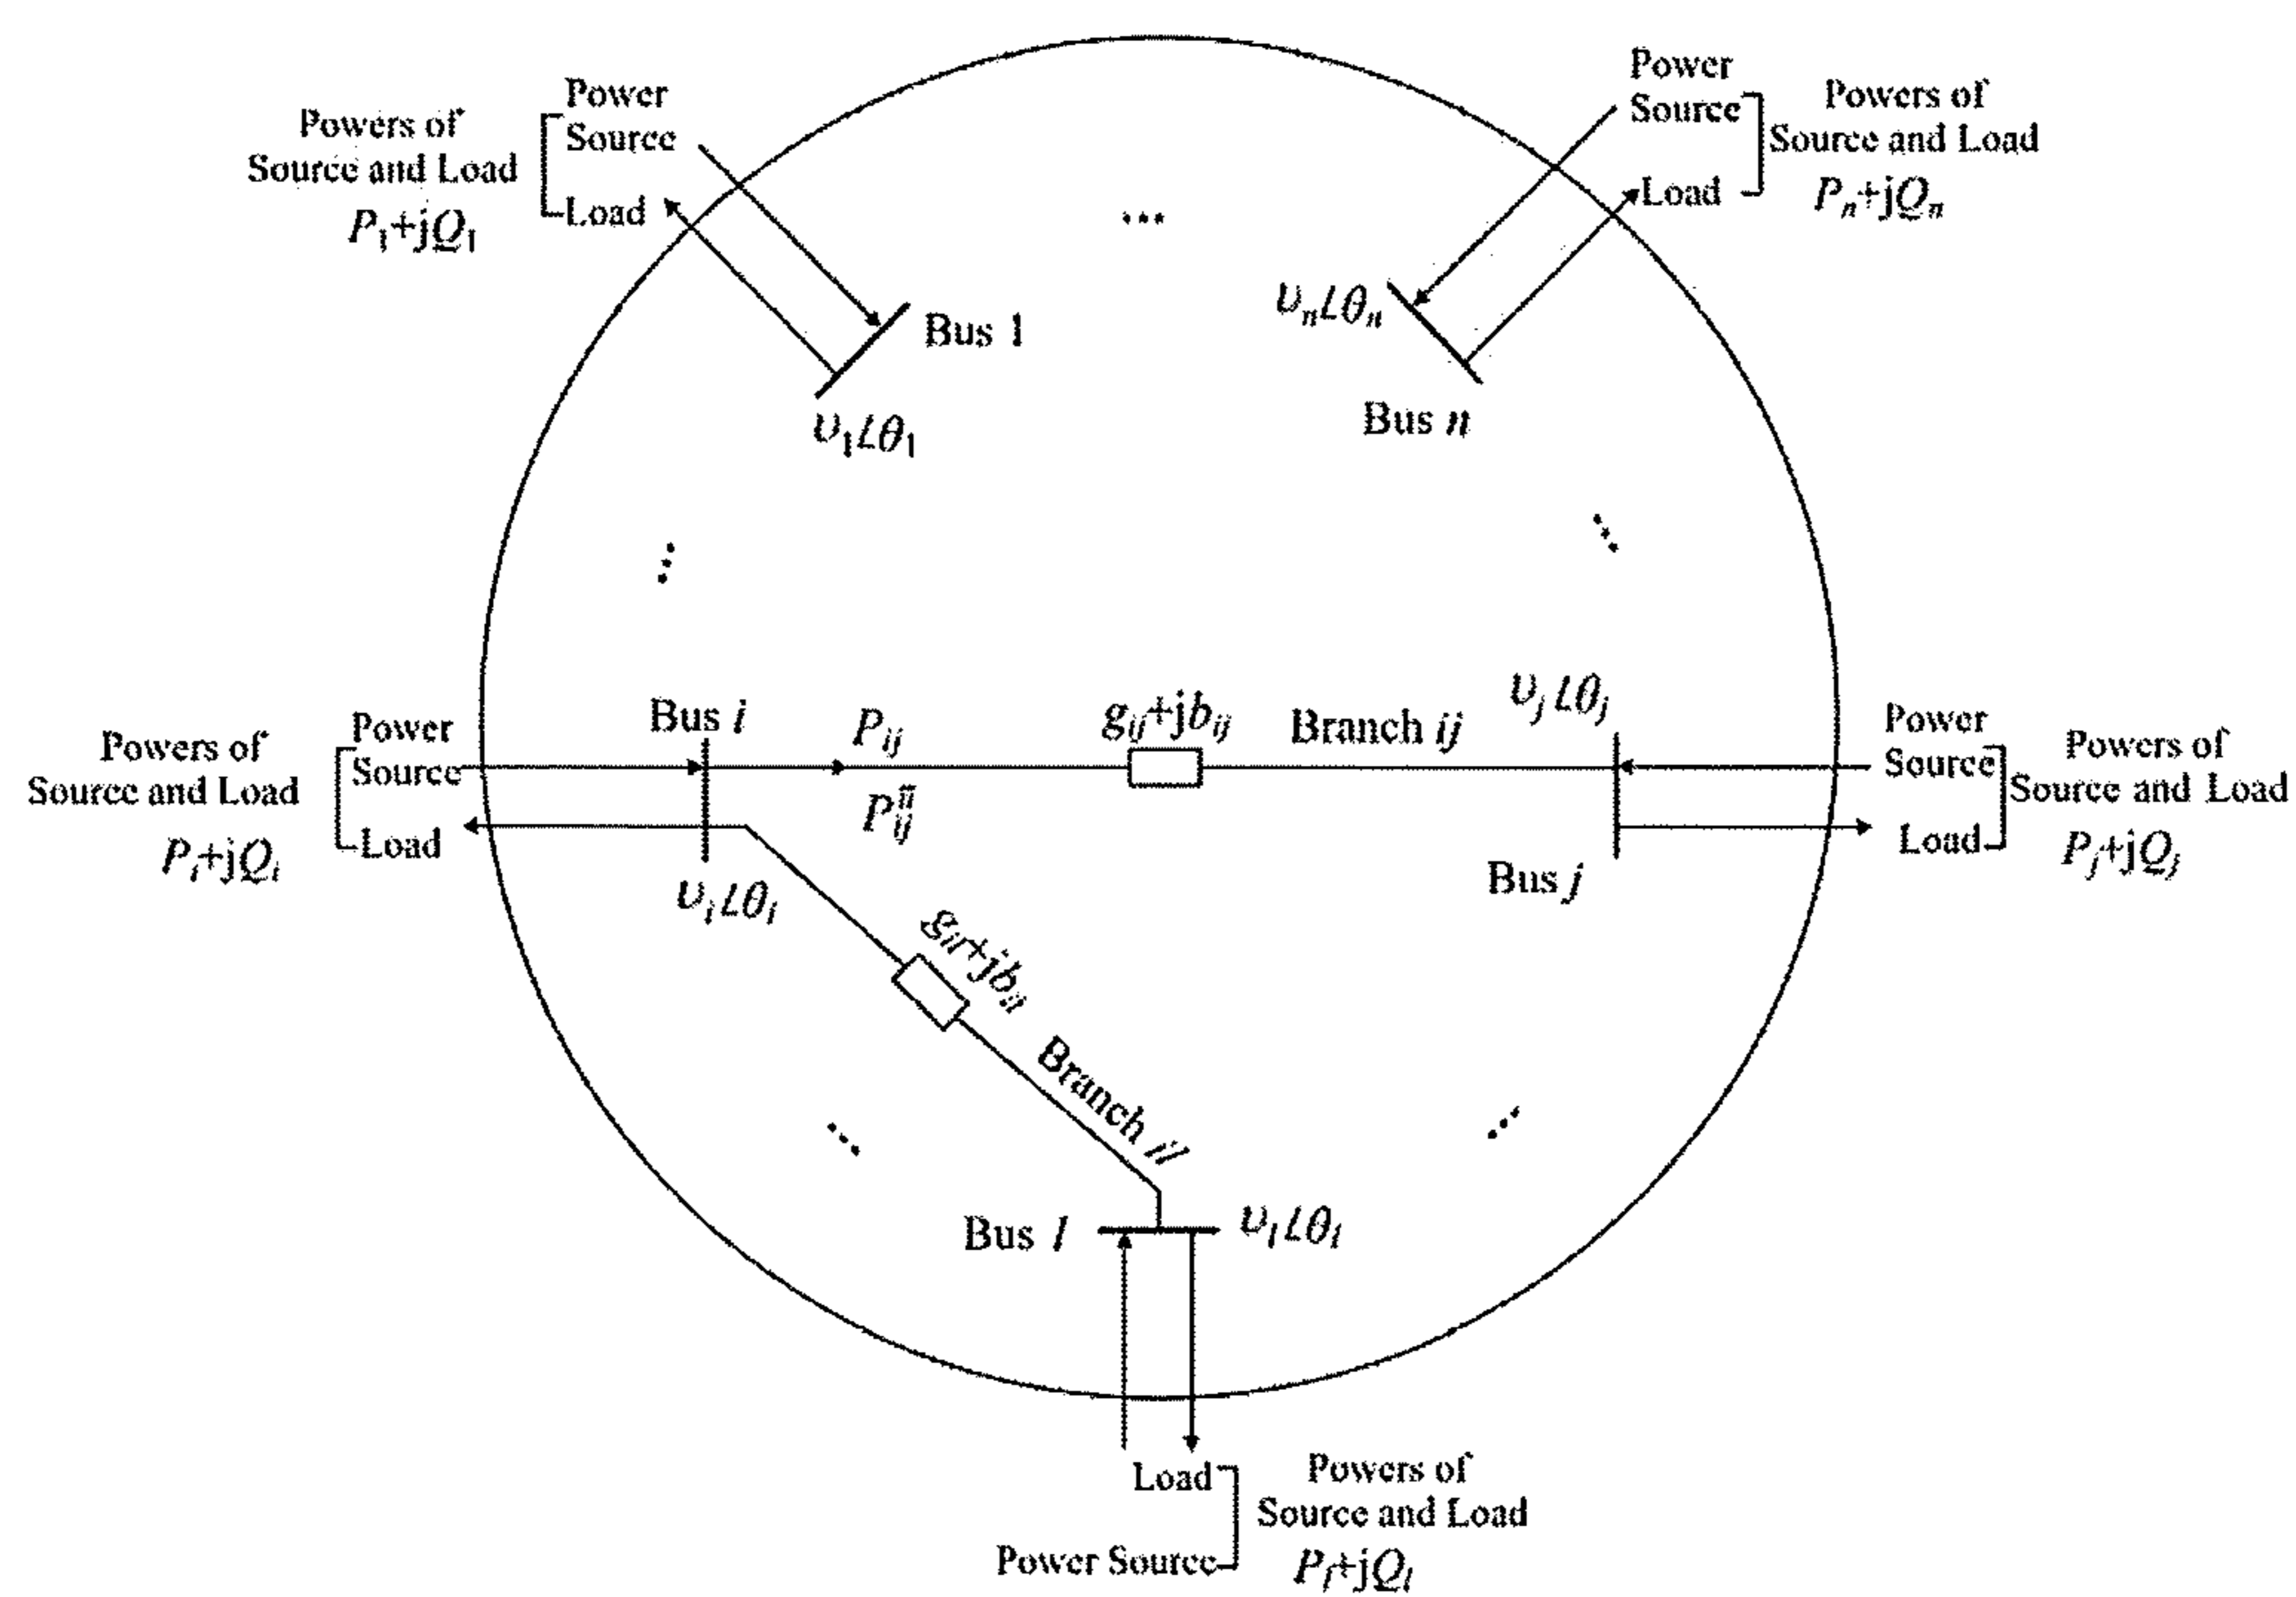 Powers of
Source and Load
P₁+jQ₁
Power
Source
Load
Bus 1
υ₁∠θ₁
...
Power
Source
Load
Powers of
Source and Load
Pₙ+jQₙ
υₙ∠θₙ
Bus n
...
...
Powers of
Source and Load
Pᵢ+jQᵢ
Power
Source
Load
Bus i
υᵢ∠θᵢ
Pᵢⱼ
gᵢⱼ+jbᵢⱼ
Branch ij
υⱼ∠θⱼ
Bus j
Power
Source
Load
Powers of
Source and Load
Pⱼ+jQⱼ
gᵢₗ+jbᵢₗ
Branch il
...
...
Bus l
υₗ∠θₗ
Load
Power Source
Powers of
Source and Load
Pₗ+jQₗ